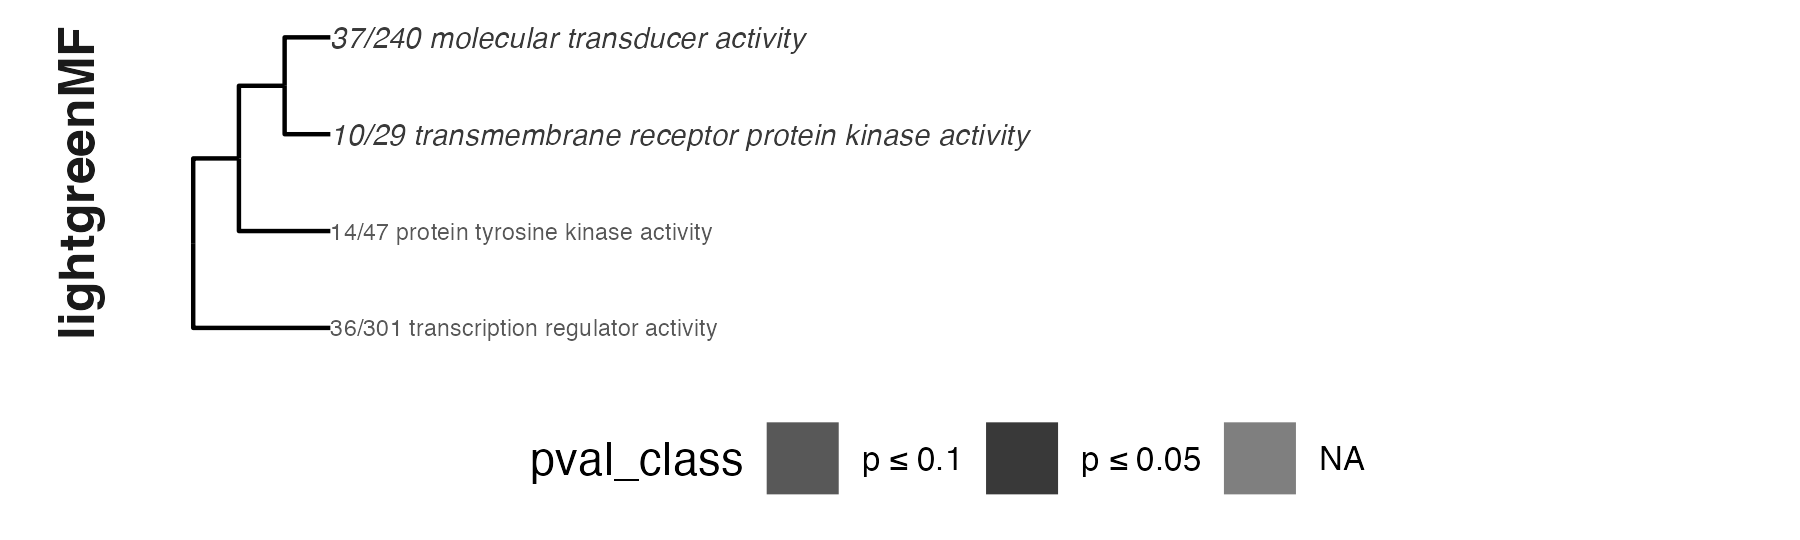 lightgreenMF
37/240 molecular transducer activity
10/29 transmembrane receptor protein kinase activity
14/47 protein tyrosine kinase activity
36/301 transcription regulator activity
pval_class p ≤ 0.1 p ≤ 0.05 NA